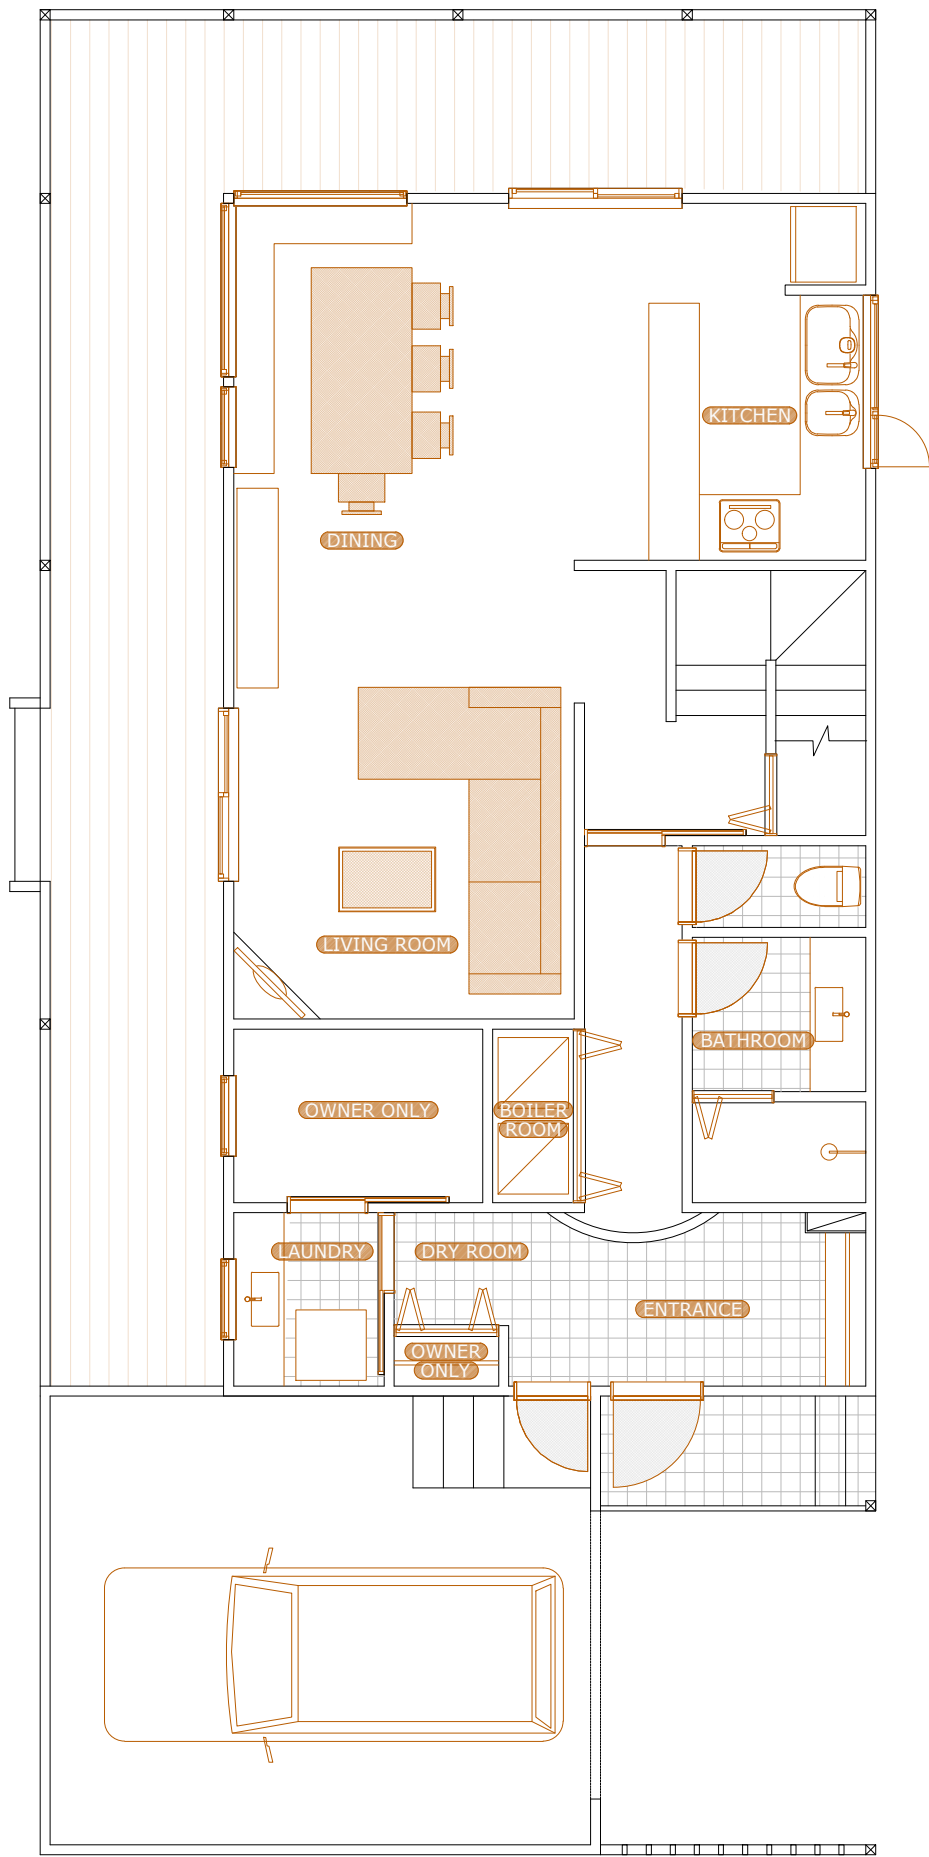 KITCHEN
DINING
LIVING ROOM
BATHROOM
OWNER ONLY
BOILER
ROOM
LAUNDRY
DRY ROOM
ENTRANCE
OWNER
ONLY